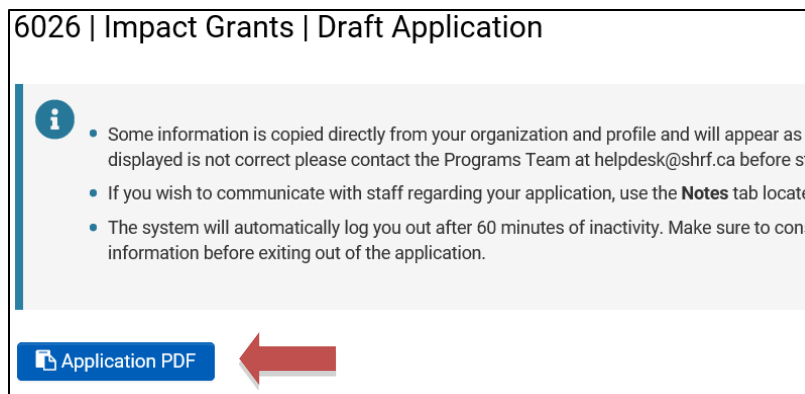 6026 | Impact Grants | Draft Application
i
• Some information is copied directly from your organization and profile and will appear as
displayed is not correct please contact the Programs Team at helpdesk@shrf.ca before
• If you wish to communicate with staff regarding your application, use the Notes tab
• The system will automatically log you out after 60 minutes of inactivity. Make sure to
information before exiting out of the application.
Application PDF